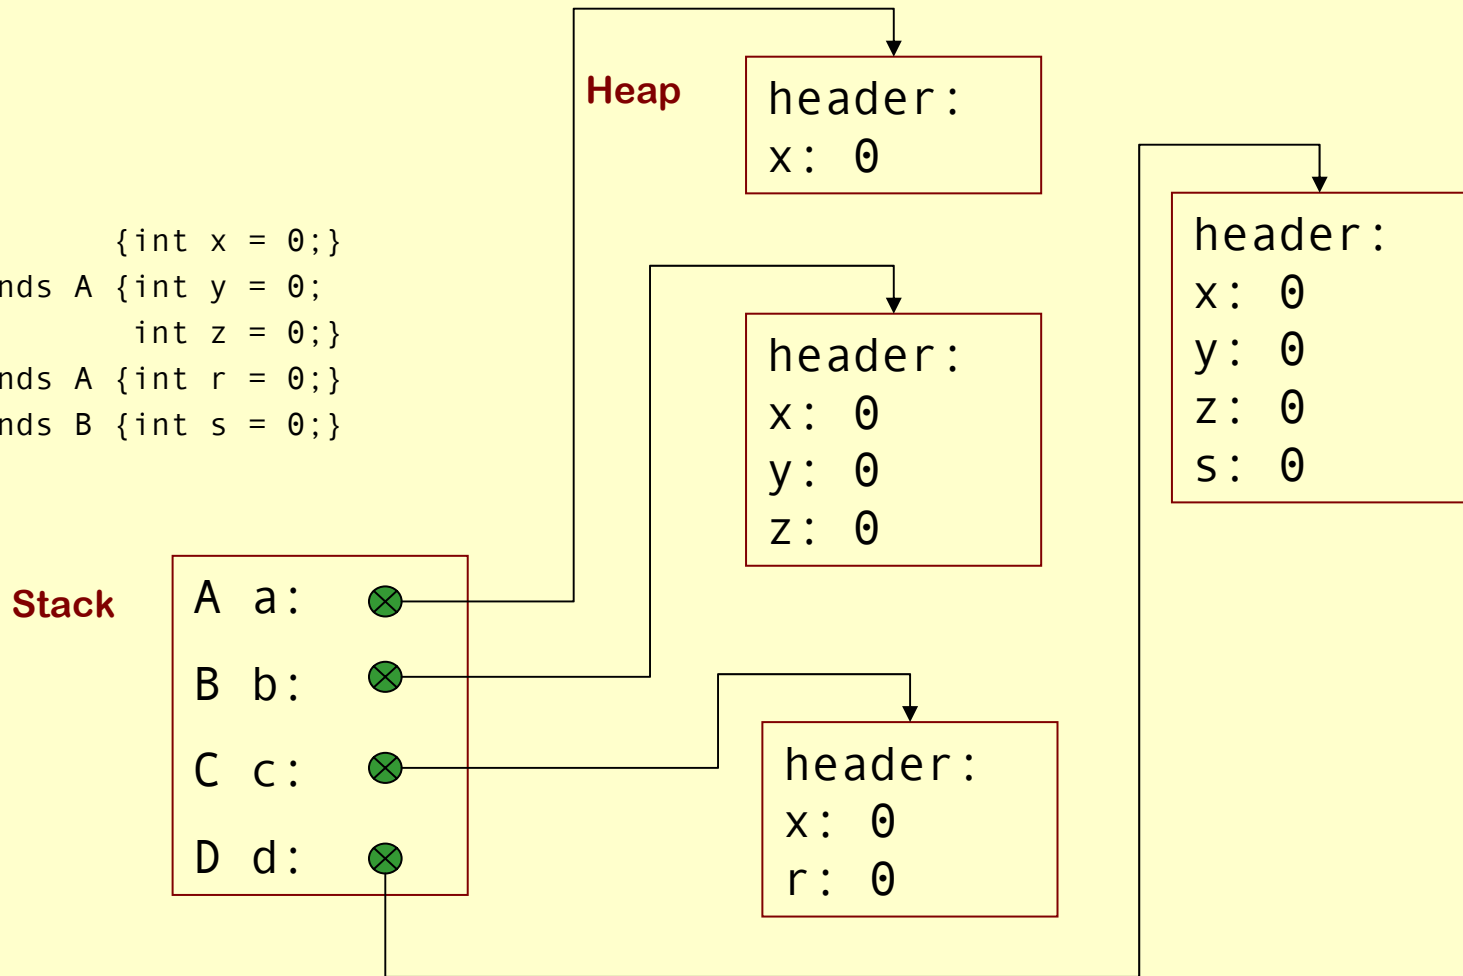 Heap
header:
x: 0
{int x = 0;}
nds A {int y = 0;
int z = 0;}
nds A {int r = 0;}
nds B {int s = 0;}
header:
x: 0
y: 0
z: 0
s: 0
header:
x: 0
y: 0
z: 0
Stack
A a:
B b:
C c:
D d:
header:
x: 0
r: 0